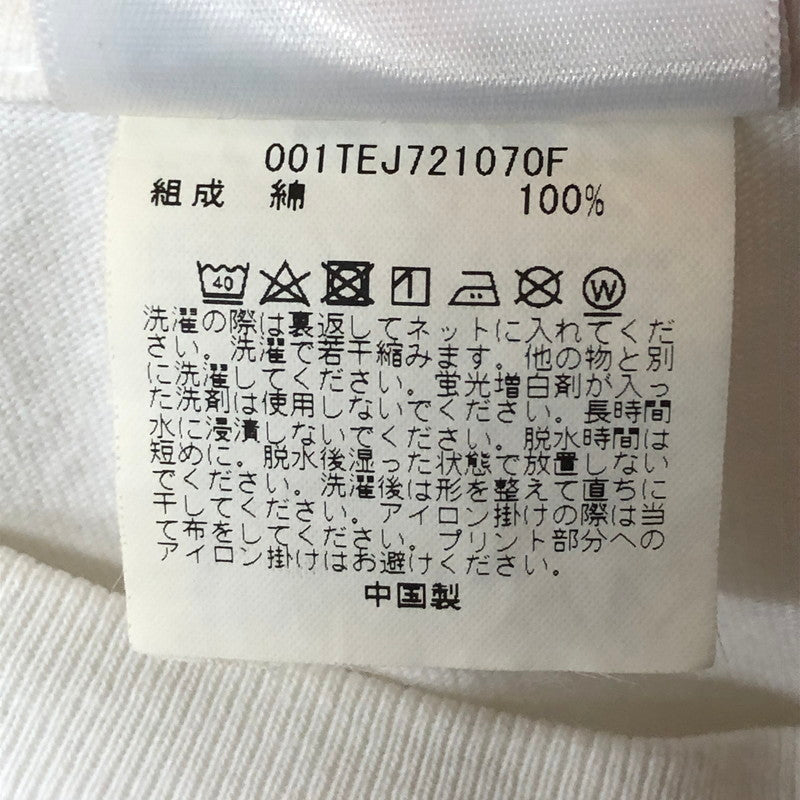 001TEJ721070F
組成 綿 100%
40 W
洗濯の際は裏返してネットに入れてくだ
さい。洗濯で若干縮みます。他の物と別
に洗濯してください。蛍光増白剤が入っ
た洗剤は使用しないでください。長時間
水に浸漬しないでください。脱水時間は
短めに。脱水後湿った状態で放置しない
でください。洗濯後は形を整えて直ちに
干してください。アイロン掛けの際は当
て布をしてください。プリント部分への
アイロン掛けはお避けください。
中国製